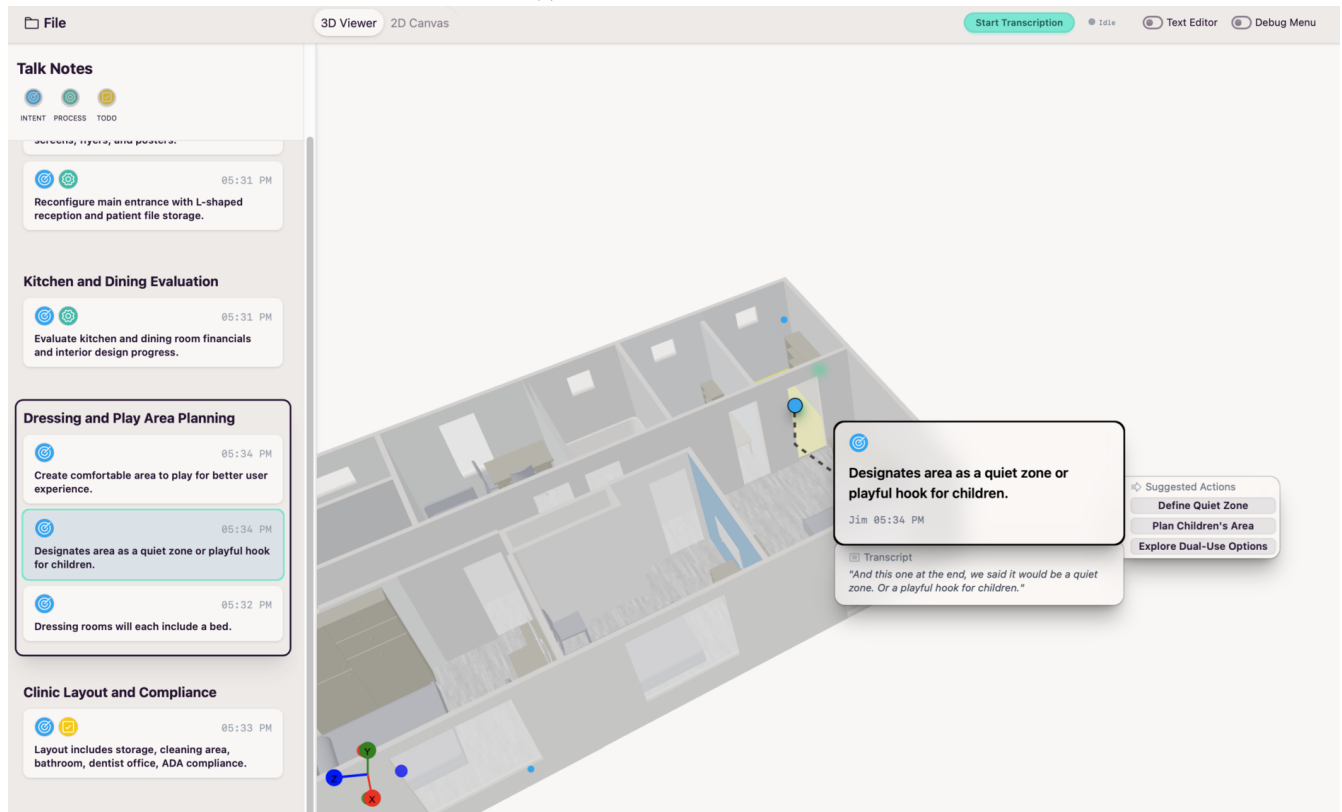 File
3D Viewer
2D Canvas
Start Transcription
Idle
Text Editor
Debug Menu
Talk Notes
INTENT
PROCESS
TODO
screens, flyers, and posters.
05:31 PM
Reconfigure main entrance with L-shaped
reception and patient file storage.
Kitchen and Dining Evaluation
05:31 PM
Evaluate kitchen and dining room financials
and interior design progress.
Dressing and Play Area Planning
05:34 PM
Create comfortable area to play for better user
experience.
05:34 PM
Designates area as a quiet zone or playful hook
for children.
05:32 PM
Dressing rooms will each include a bed.
Clinic Layout and Compliance
05:33 PM
Layout includes storage, cleaning area,
bathroom, dentist office, ADA compliance.
Designates area as a quiet zone or
playful hook for children.
Jim 05:34 PM
Transcript
"And this one at the end, we said it would be a quiet
zone. Or a playful hook for children."
Suggested Actions
Define Quiet Zone
Plan Children's Area
Explore Dual-Use Options
Y
Z
X